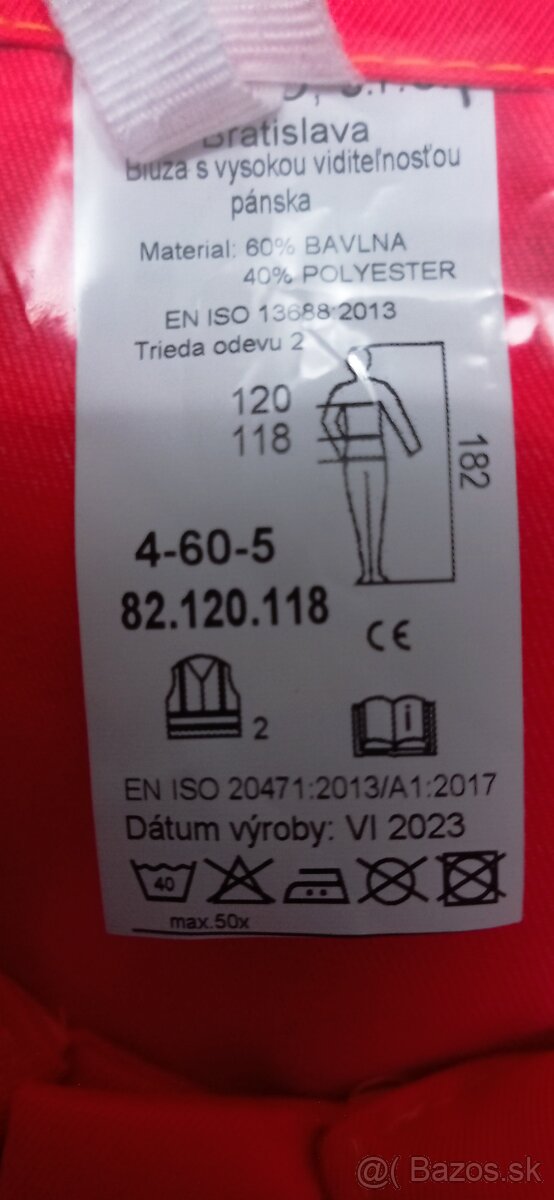 Bratislava
Blúza s vysokou viditeľnosťou
pánska
Material: 60% BAVLNA
40% POLYESTER
EN ISO 13688:2013
Trieda odevu 2
120
118
182
4-60-5
82.120.118
CE
2
i
EN ISO 20471:2013/A1:2017
Dátum výroby: VI 2023
40
max.50x
@( Bazos.sk